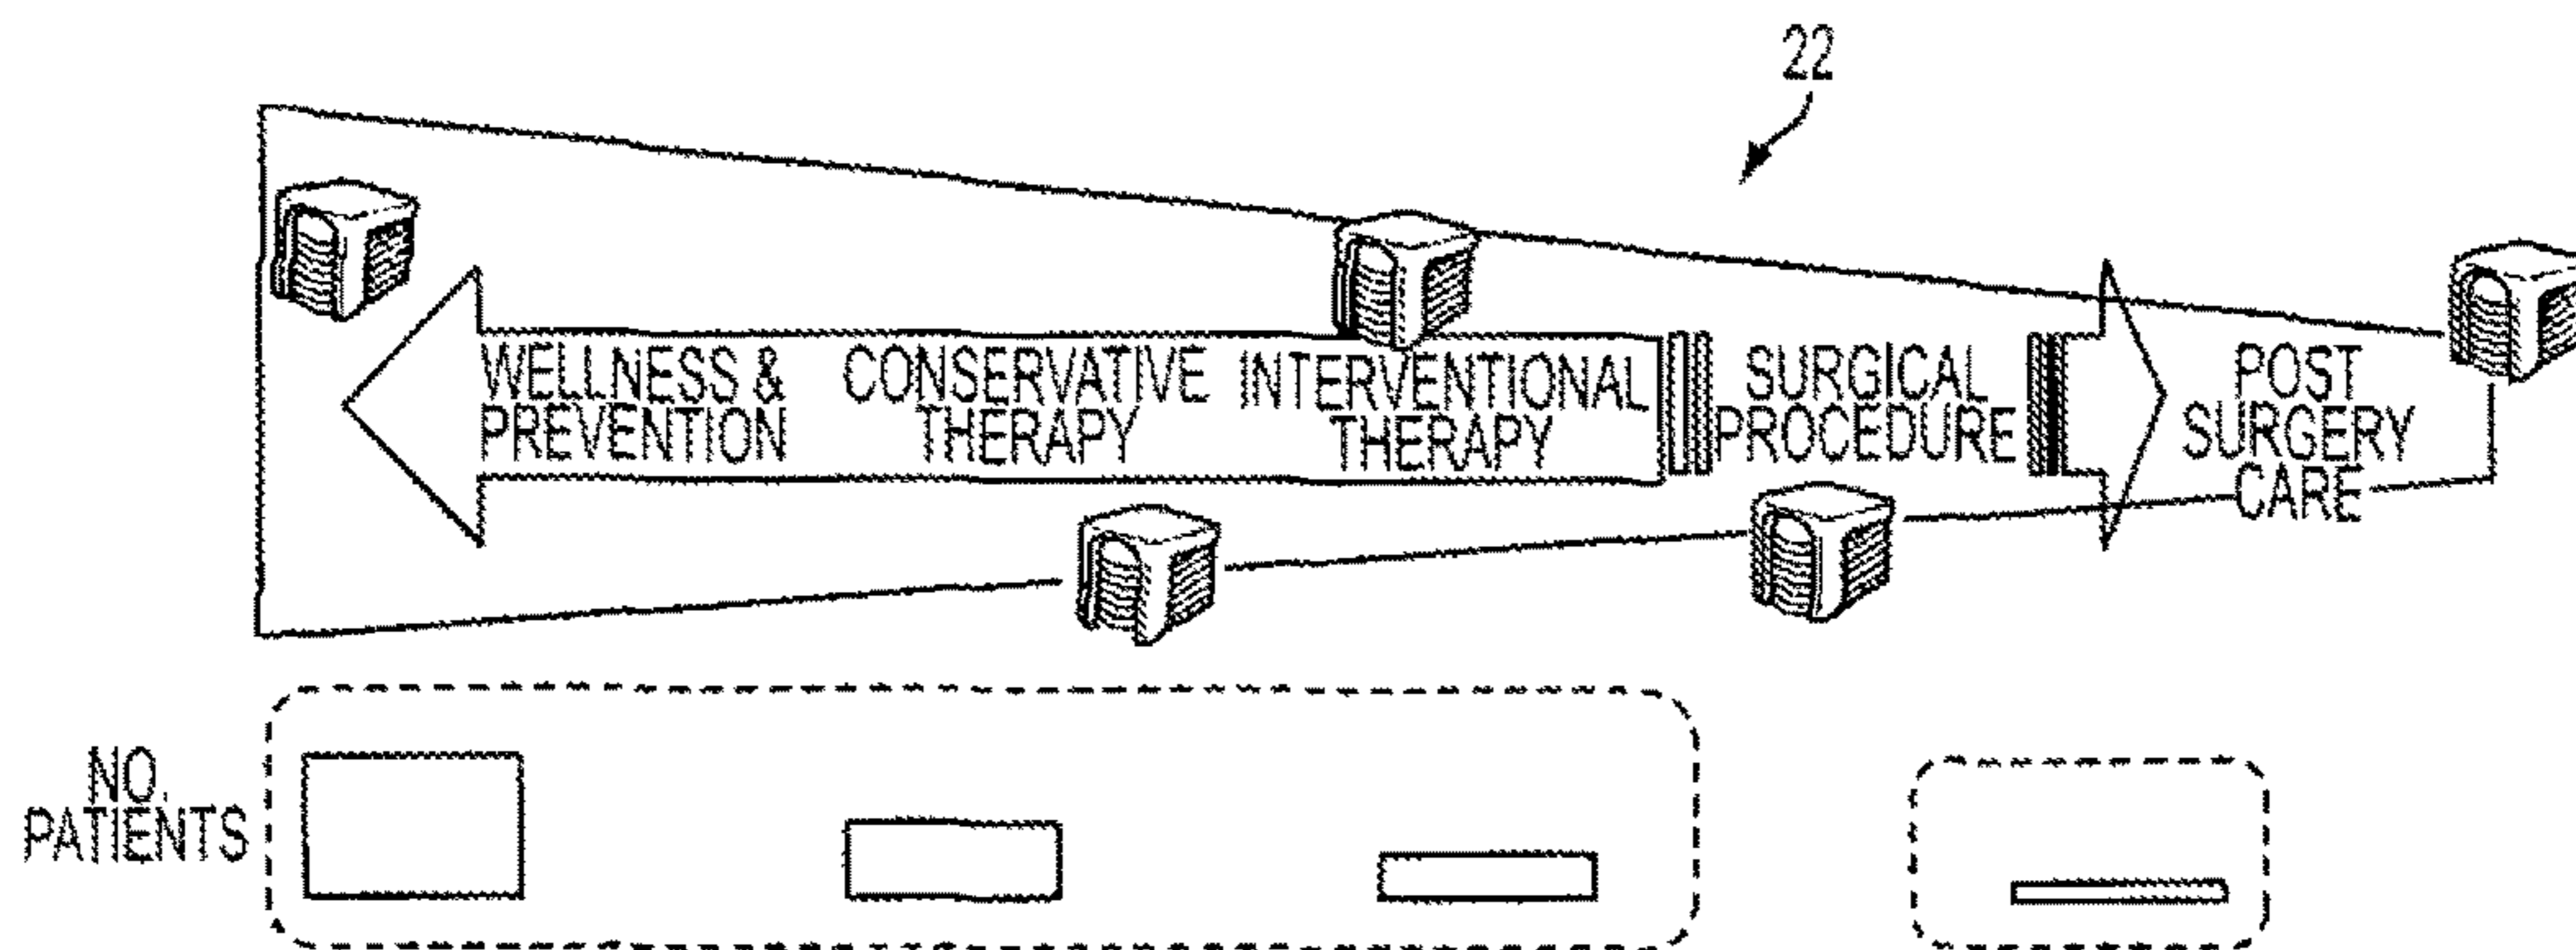 22
WELLNESS &
PREVENTION
CONSERVATIVE
THERAPY
INTERVENTIONAL
THERAPY
SURGICAL
PROCEDURE
POST
SURGERY
CARE
NO.
PATIENTS